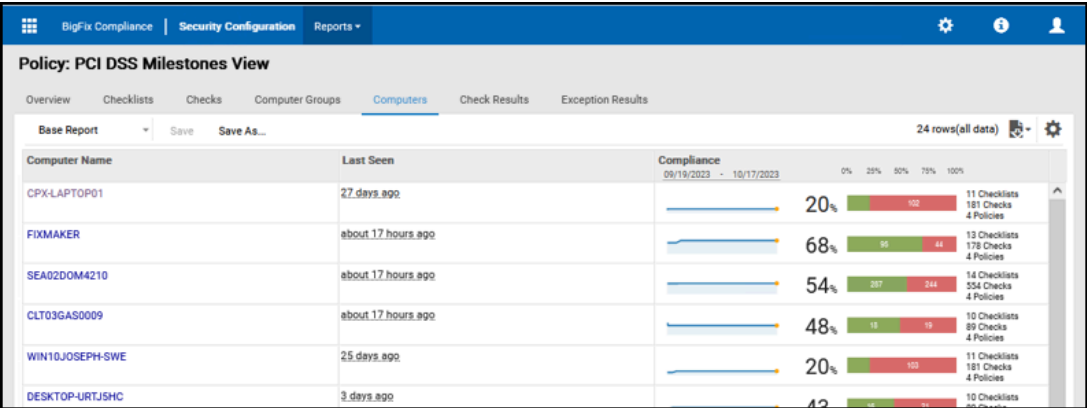 BigFix Compliance | Security Configuration Reports
Policy: PCI DSS Milestones View
Overview Checklists Checks Computer Groups Computers Check Results Exception Results
Base Report Save Save As... 24 rows(all data)
Computer Name Last Seen Compliance
09/19/2023 - 10/17/2023 0% 25% 50% 75% 100%
CPX-LAPTOP01 27 days ago 20% 102 11 Checklists
181 Checks
4 Policies
FIXMAKER about 17 hours ago 68% 95 44 13 Checklists
178 Checks
4 Policies
SEA02DOM4210 about 17 hours ago 54% 287 244 14 Checklists
554 Checks
4 Policies
CLT03GAS0009 about 17 hours ago 48% 18 19 10 Checklists
89 Checks
4 Policies
WIN10JOSEPH-SWE 25 days ago 20% 103 11 Checklists
181 Checks
4 Policies
DESKTOP-URTJ5HC 3 days ago 10 Checklists